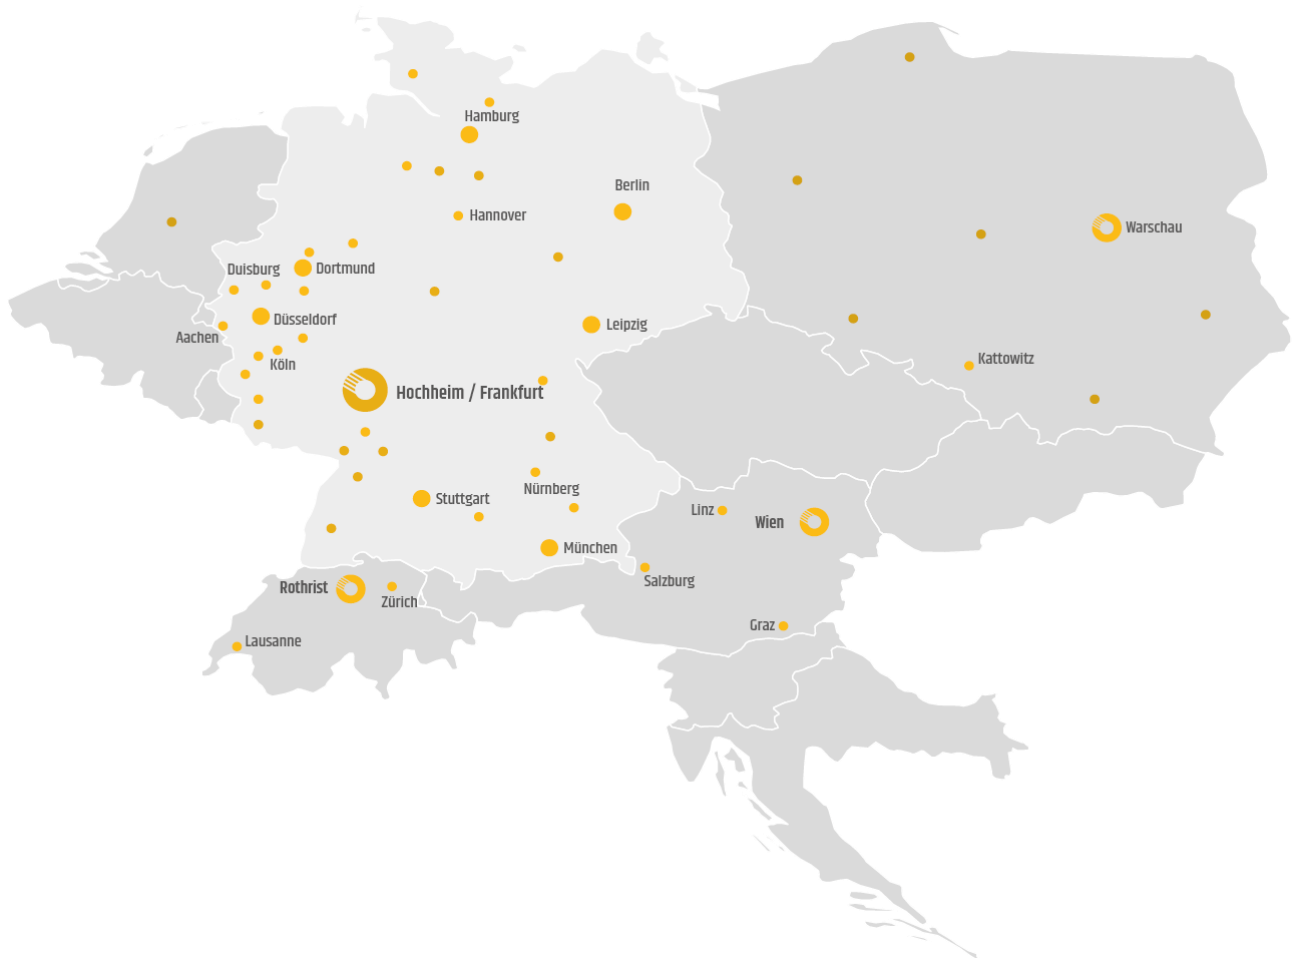 Hamburg
Berlin
Hannover
Warschau
Duisburg
Dortmund
Düsseldorf
Leipzig
Aachen
Kattowitz
Köln
Hochheim / Frankfurt
Nürnberg
Stuttgart
Linz
Wien
München
Salzburg
Rothrist
Zürich
Graz
Lausanne